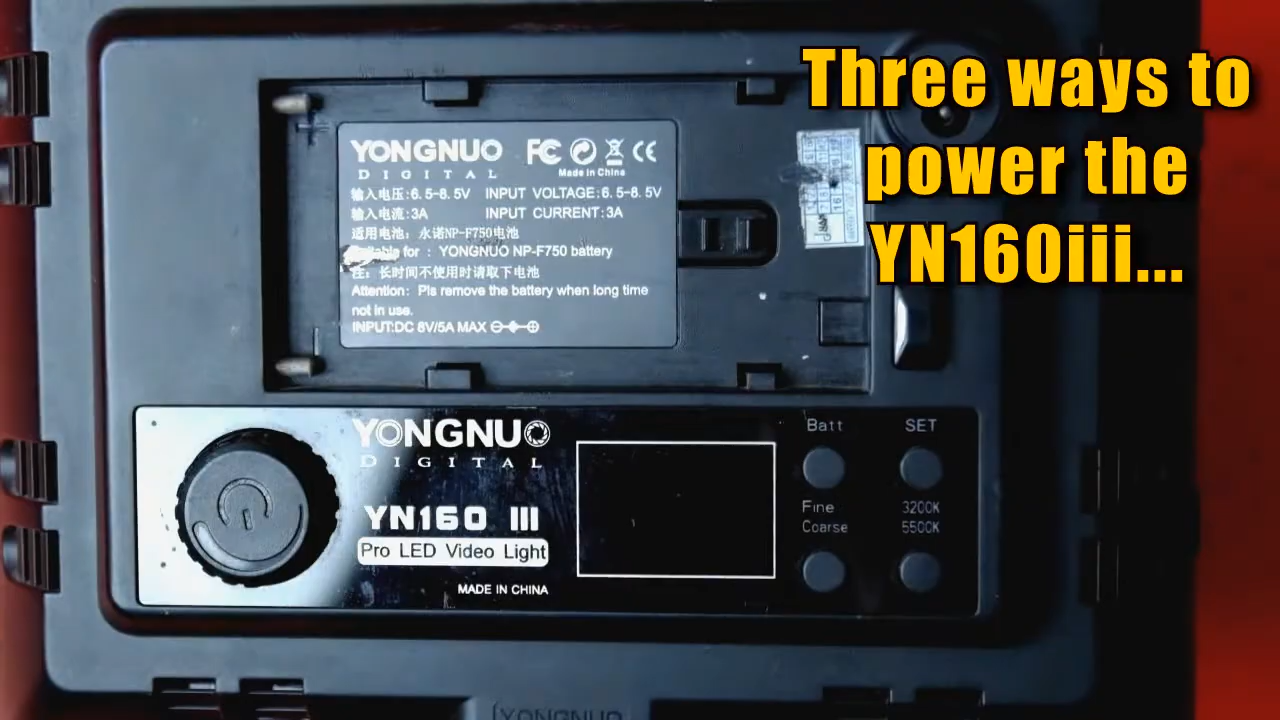 Three ways to
power the
YN160iii...
YONGNUO FC CE
DIGITAL Made in China
输入电压: 6.5-8.5V INPUT VOLTAGE: 6.5-8.5V
输入电流: 3A INPUT CURRENT: 3A
适用电池: 永诺NP-F750电池
for : YONGNUO NP-F750 battery
注: 长时间不使用时请取下电池
Attention: Pls remove the battery when long time
not in use.
INPUT:DC 8V/5A MAX
YONGNUO
DIGITAL
YN160 III
Pro LED Video Light
MADE IN CHINA
Batt SET
Fine 3200K
Coarse 5500K
YONGNUO